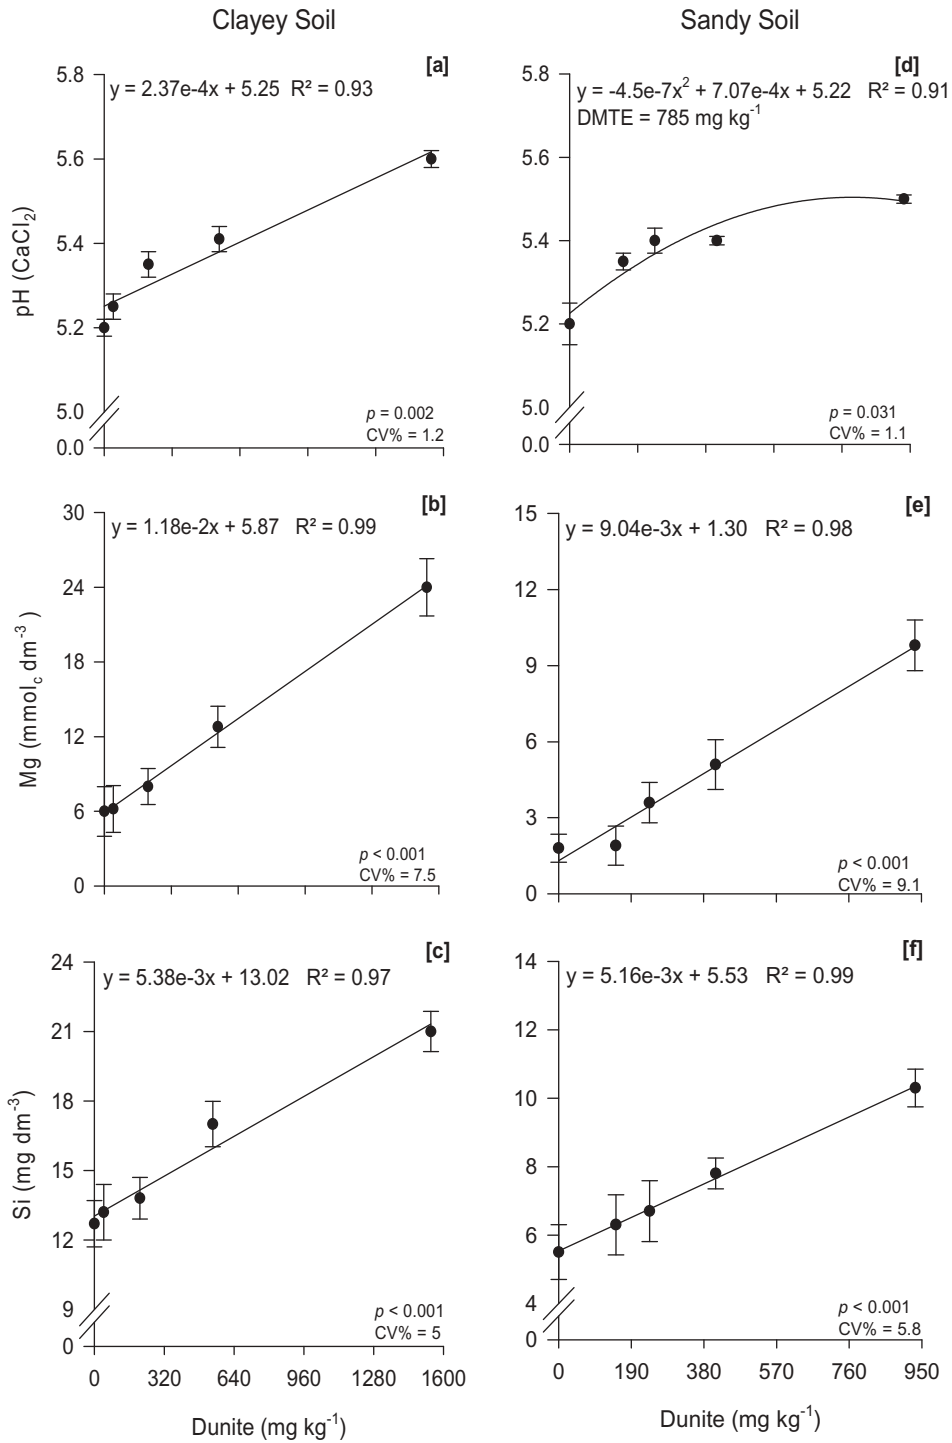 Clayey Soil
[a]
y = 2.37e-4x + 5.25 R² = 0.93
5.8
5.6
5.4
5.2
5.0
0.0
pH (CaCl₂)
p = 0.002
CV% = 1.2
Sandy Soil
[d]
y = -4.5e-7x² + 7.07e-4x + 5.22 R² = 0.91
DMTE = 785 mg kg⁻¹
5.8
5.6
5.4
5.2
5.0
0.0
p = 0.031
CV% = 1.1
[b]
y = 1.18e-2x + 5.87 R² = 0.99
30
24
18
12
6
0
Mg (mmol꜀ dm⁻³)
p < 0.001
CV% = 7.5
[e]
y = 9.04e-3x + 1.30 R² = 0.98
15
12
9
6
3
0
p < 0.001
CV% = 9.1
[c]
y = 5.38e-3x + 13.02 R² = 0.97
24
21
18
15
12
9
0
Si (mg dm⁻³)
p < 0.001
CV% = 5
0 320 640 960 1280 1600
Dunite (mg kg⁻¹)
[f]
y = 5.16e-3x + 5.53 R² = 0.99
14
12
10
8
6
4
0
p < 0.001
CV% = 5.8
0 190 380 570 760 950
Dunite (mg kg⁻¹)